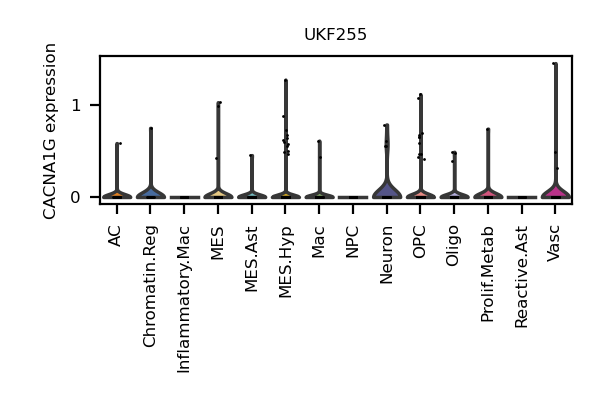 UKF255
CACNA1G expression
1
0
AC
Chromatin.Reg
Inflammatory.Mac
MES
MES.Ast
MES.Hyp
Mac
NPC
Neuron
OPC
Oligo
Prolif.Metab
Reactive.Ast
Vasc